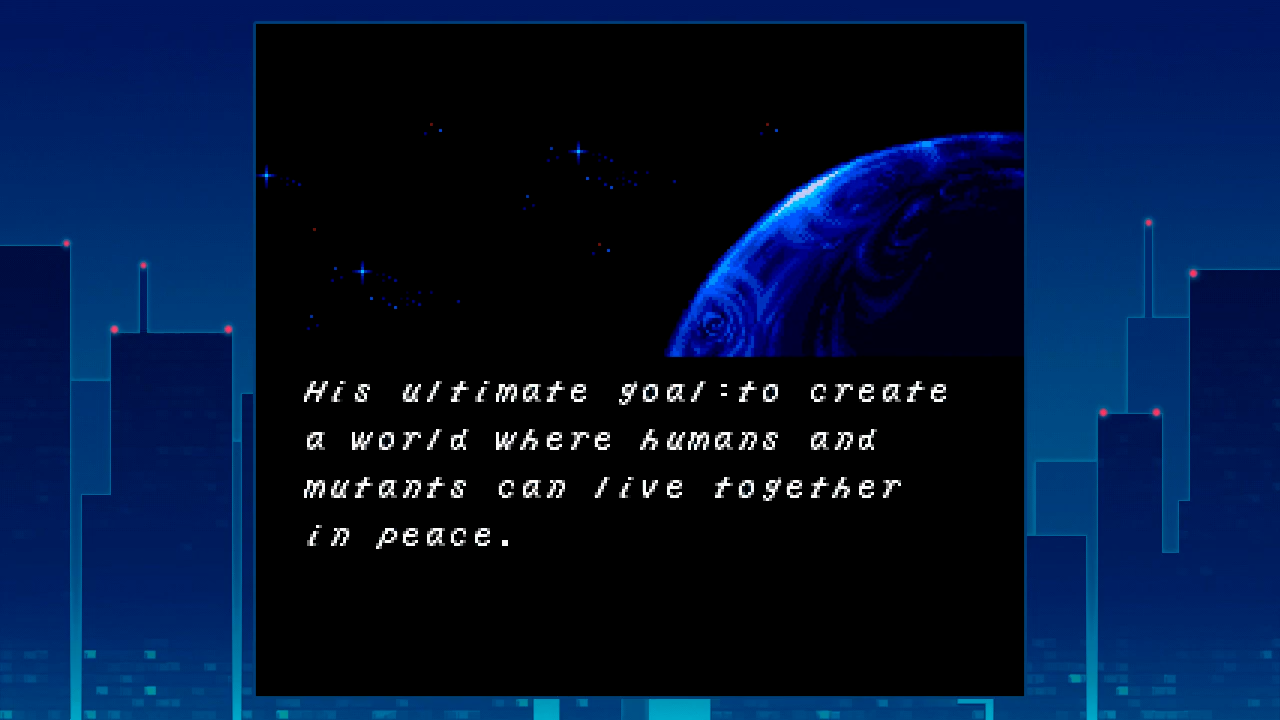 His ultimate goal:to create
a world where humans and
mutants can live together
in peace.